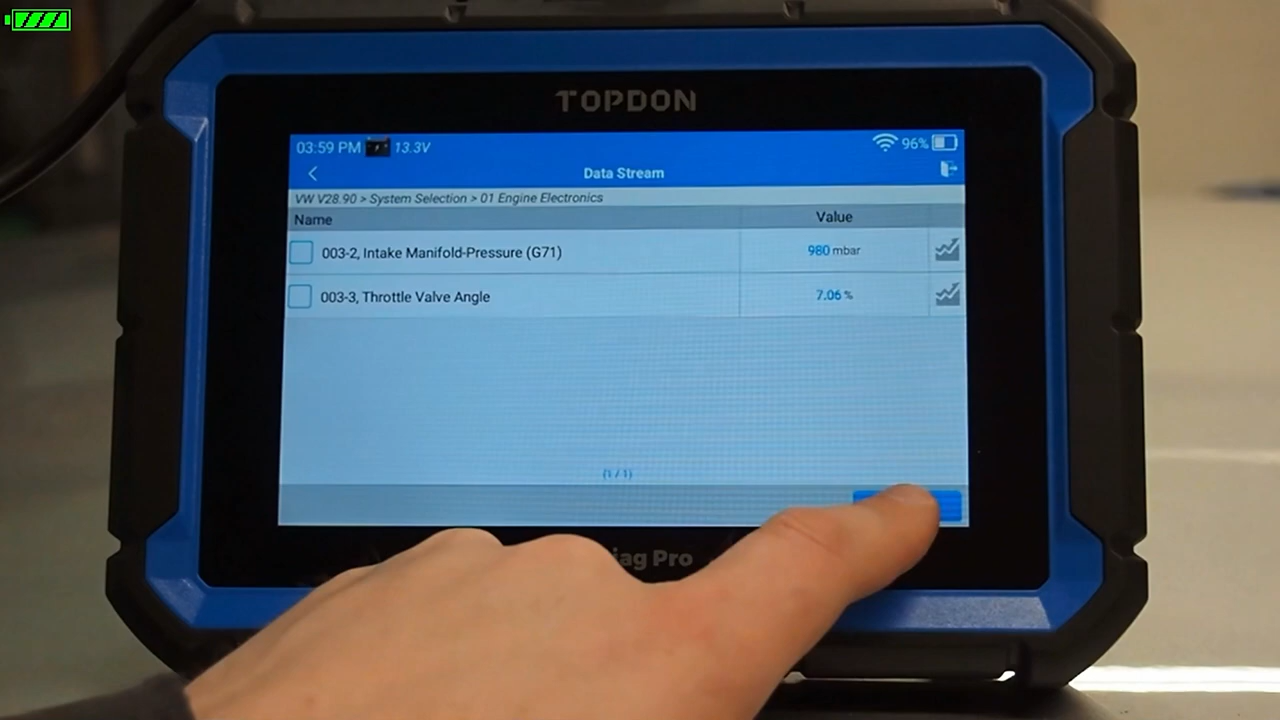 TOPDON
03:59 PM 13.3V 96%
Data Stream
VW V28.90 > System Selection > 01 Engine Electronics
Name Value
003-2, Intake Manifold-Pressure (G71) 980 mbar
003-3, Throttle Valve Angle 7.06 %
(1 / 1)
iag Pro